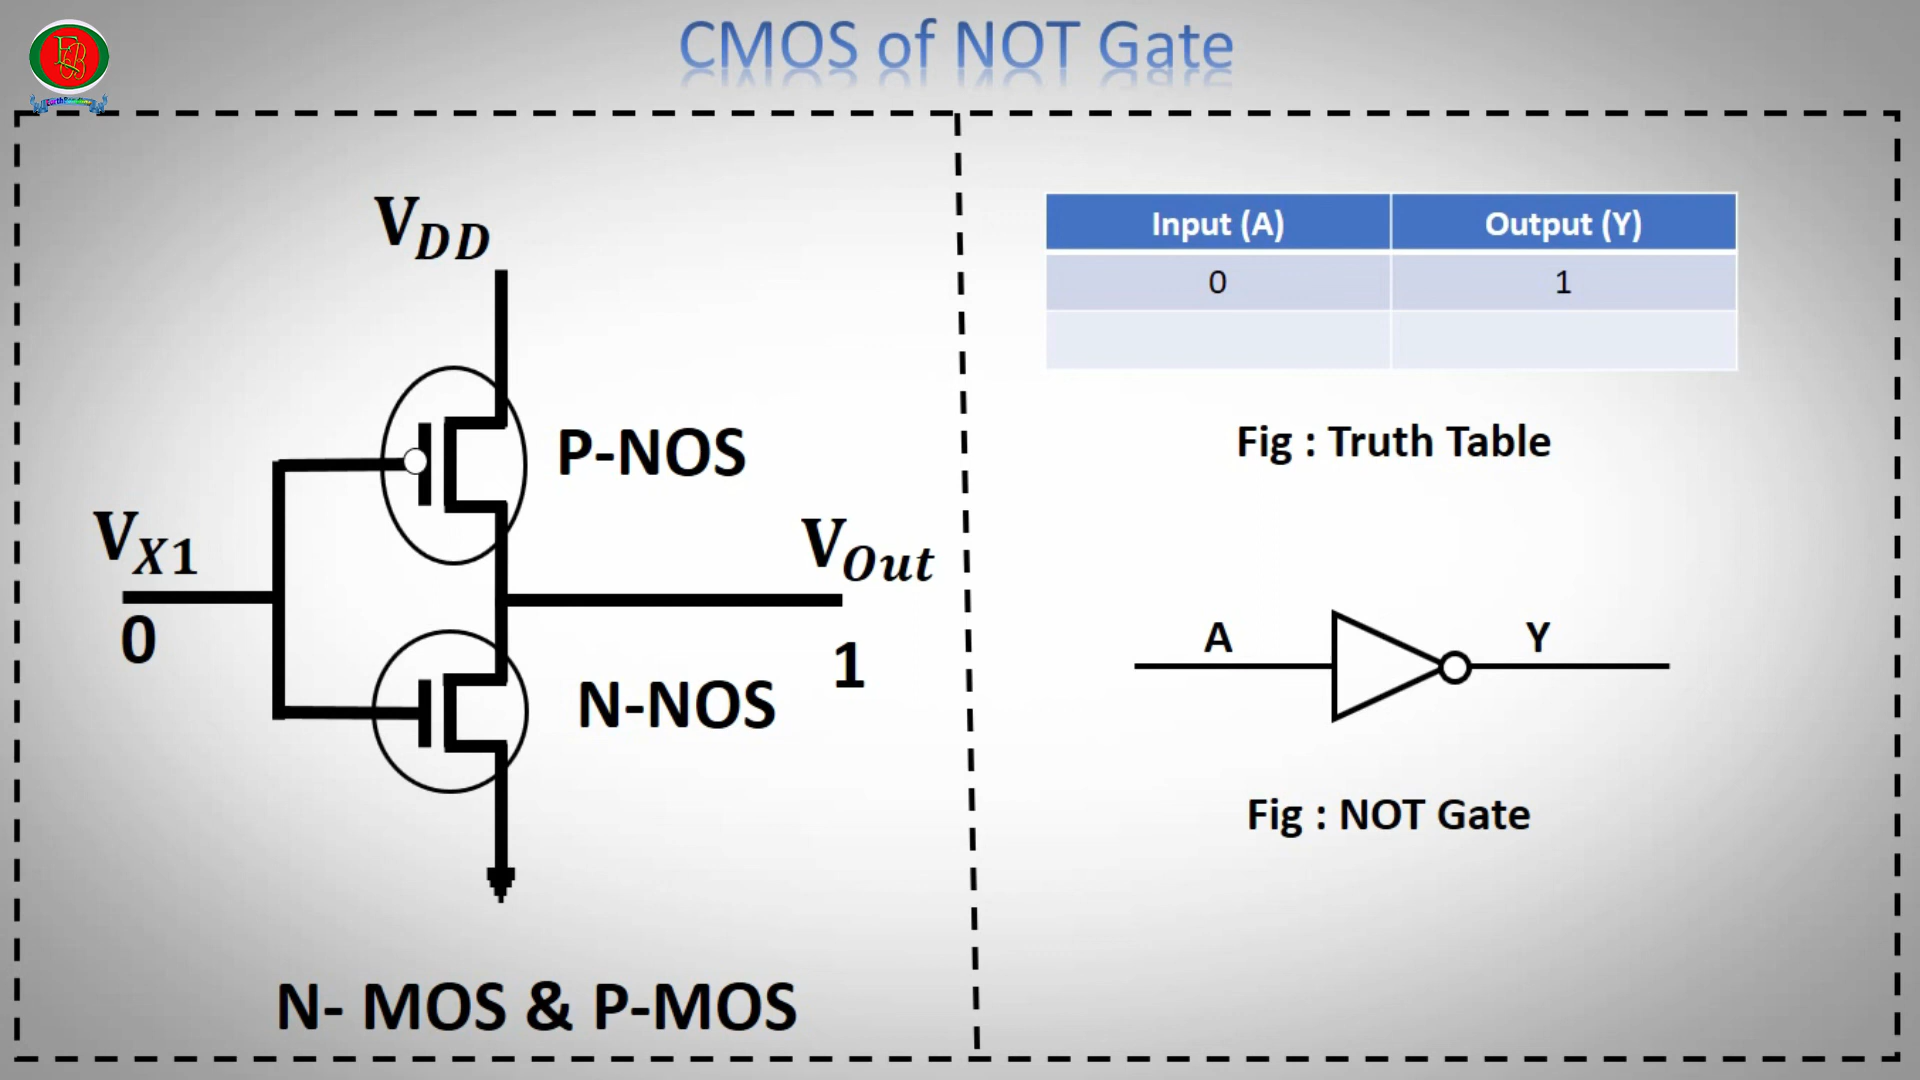 CMOS of NOT Gate
V_DD
P-NOS
V_X1
0
V_Out
1
N-NOS
N- MOS & P-MOS
Input (A) Output (Y)
0 1
Fig : Truth Table
A Y
Fig : NOT Gate